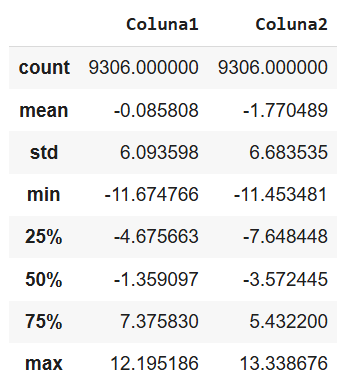 Coluna1 Coluna2
count 9306.000000 9306.000000
mean -0.085808 -1.770489
std 6.093598 6.683535
min -11.674766 -11.453481
25% -4.675663 -7.648448
50% -1.359097 -3.572445
75% 7.375830 5.432200
max 12.195186 13.338676